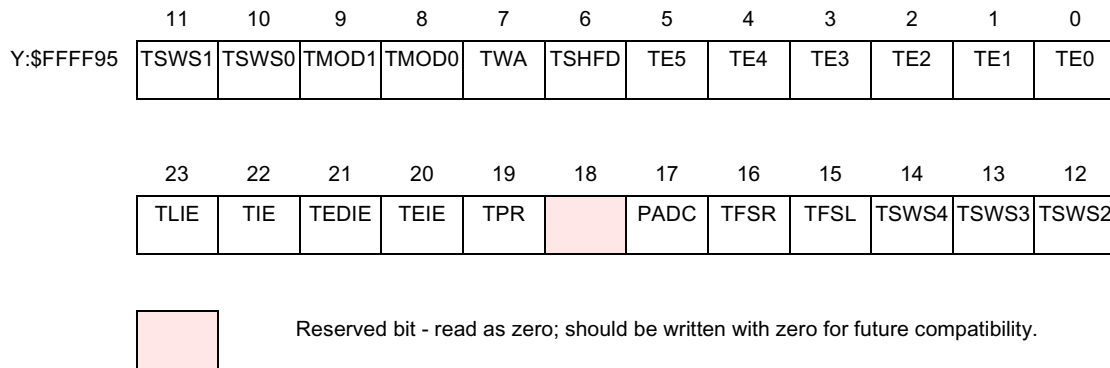 11 10 9 8 7 6 5 4 3 2 1 0
Y:$FFFF95 TSWS1 TSWS0 TMOD1 TMOD0 TWA TSHFD TE5 TE4 TE3 TE2 TE1 TE0
23 22 21 20 19 18 17 16 15 14 13 12
TLIE TIE TEDIE TEIE TPR PADC TFSR TFSL TSWS4 TSWS3 TSWS2
Reserved bit - read as zero; should be written with zero for future compatibility.